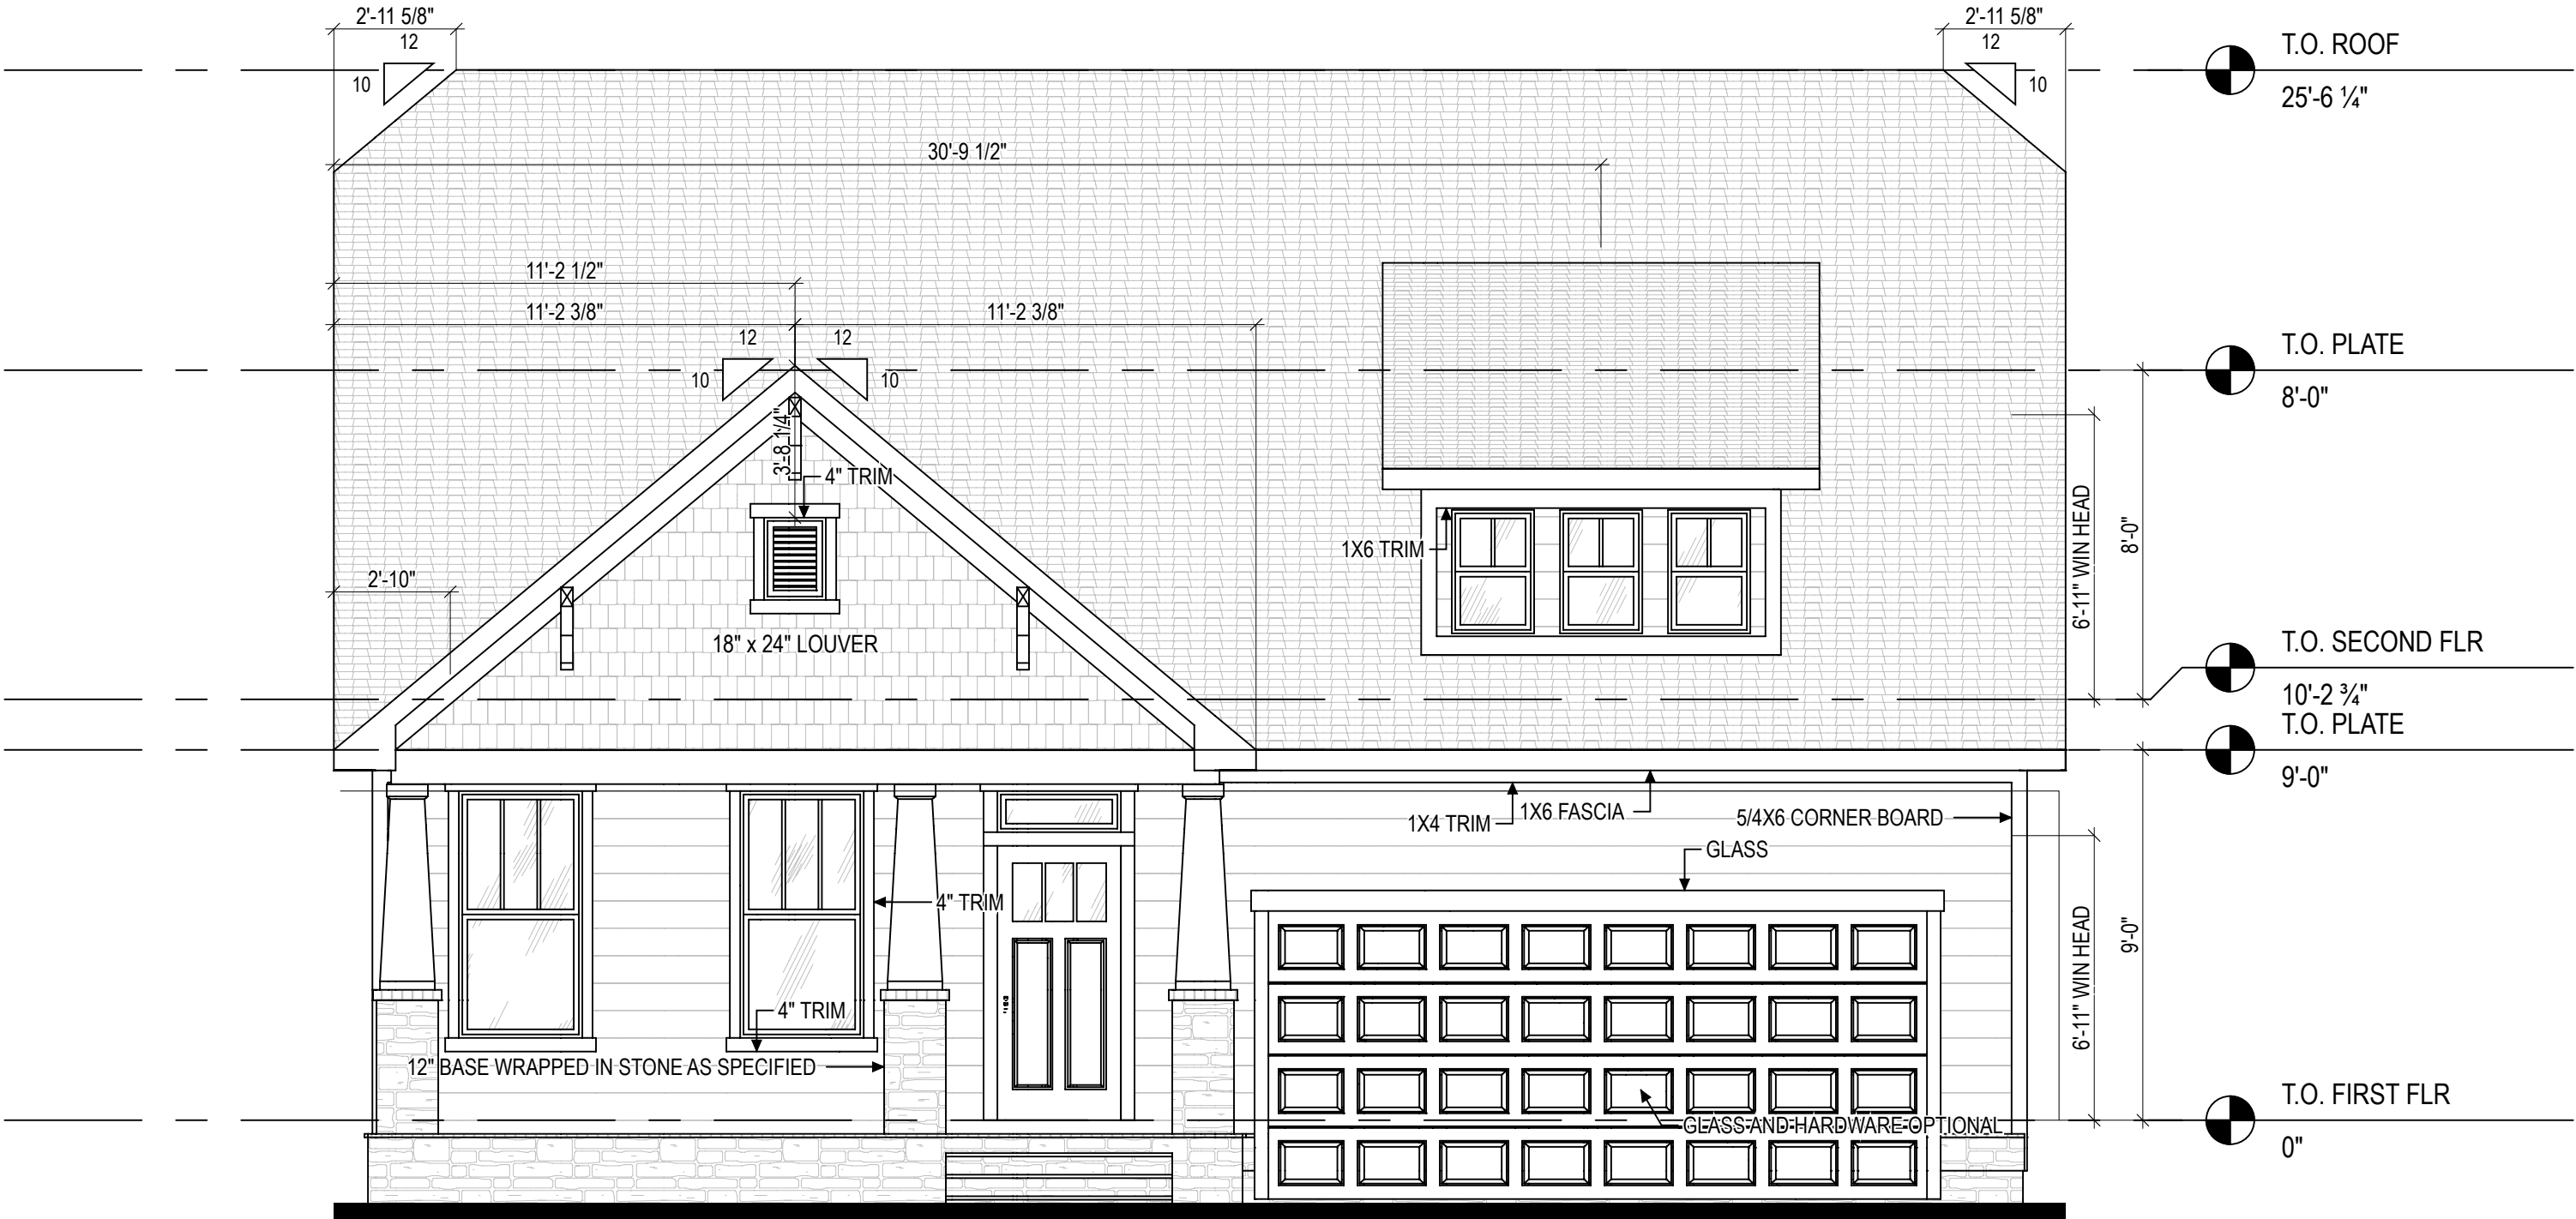 2'-11 5/8"
2'-11 5/8"
12
12
10
10
T.O. ROOF
25'-6 ¼"
30'-9 1/2"
11'-2 1/2"
11'-2 3/8"
11'-2 3/8"
12
12
10
10
T.O. PLATE
8'-0"
3'-8 1/4"
4" TRIM
1X6 TRIM
6'-11" WIN HEAD
8'-0"
2'-10"
18" x 24" LOUVER
T.O. SECOND FLR
10'-2 ¾"
T.O. PLATE
9'-0"
1X4 TRIM
1X6 FASCIA
5/4X6 CORNER BOARD
GLASS
4" TRIM
6'-11" WIN HEAD
9'-0"
4" TRIM
12" BASE WRAPPED IN STONE AS SPECIFIED
GLASS AND HARDWARE OPTIONAL
T.O. FIRST FLR
0"